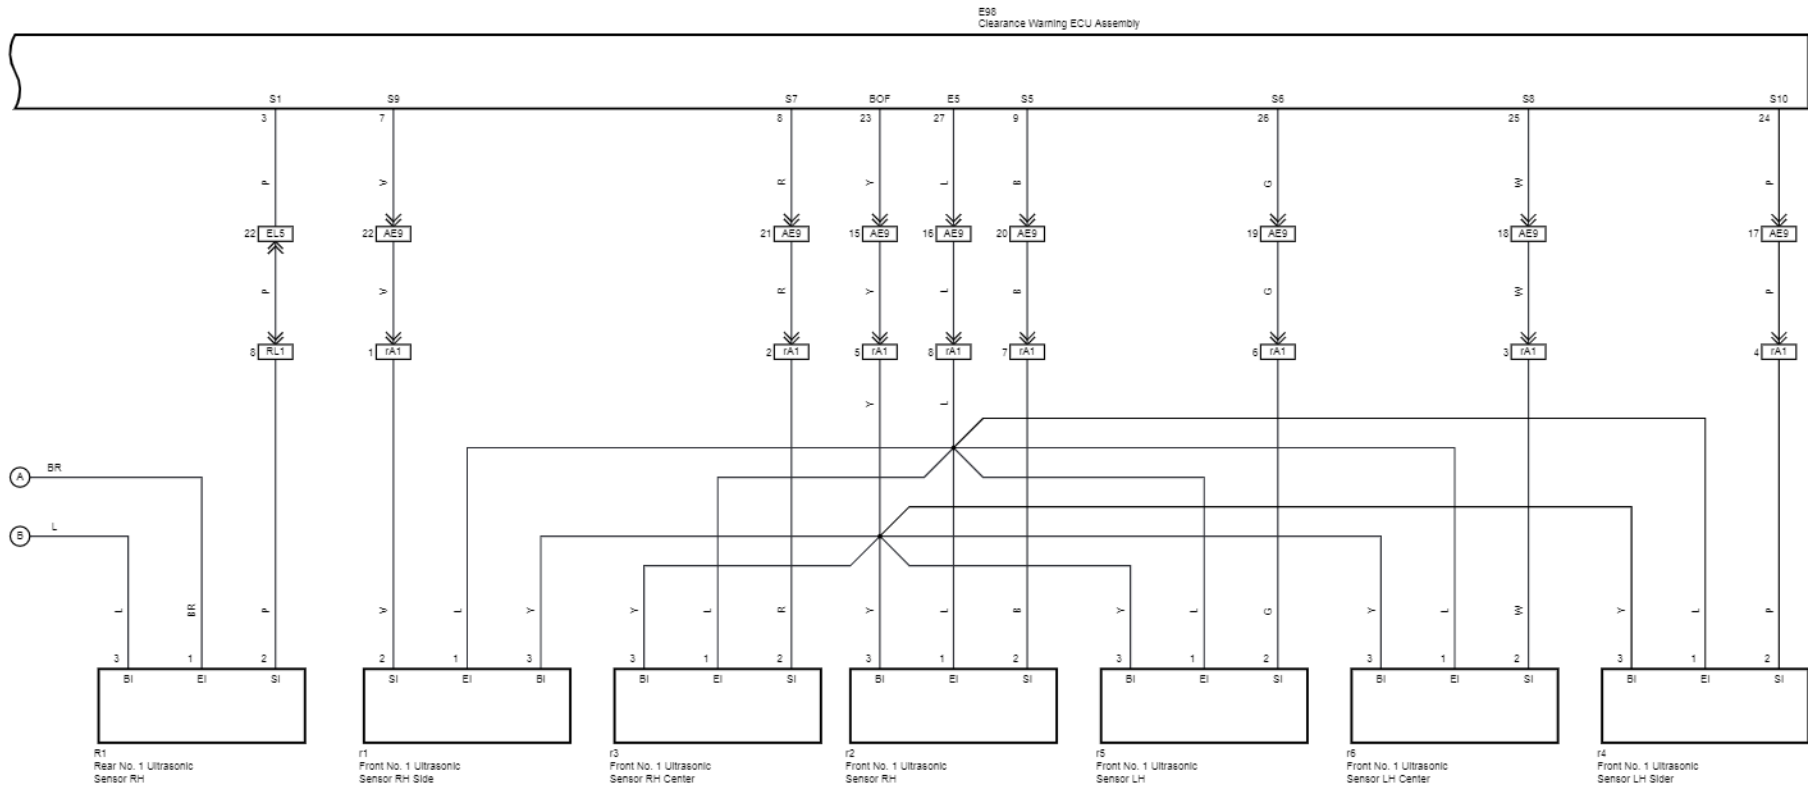 E98
Clearance Warning ECU Assembly
S1 S9 S7 BOF E5 S5 S6 S8 S10
3 7 8 23 27 9 26 25 24
P V R Y L B G W P
22 EL5 22 AE9 21 AE9 15 AE9 16 AE9 20 AE9 19 AE9 18 AE9 17 AE9
P V R Y L B G W P
8 RL1 1 rA1 2 rA1 5 rA1 8 rA1 7 rA1 6 rA1 3 rA1 4 rA1
Y L
A BR
B L
L BR P V L Y Y L R Y L B Y L G Y L W Y L P
3 1 2 2 1 3 3 1 2 3 1 2 3 1 2 3 1 2 3 1 2
BI EI SI SI EI BI BI EI SI BI EI SI BI EI SI BI EI SI BI EI SI
R1
Rear No. 1 Ultrasonic
Sensor RH
r1
Front No. 1 Ultrasonic
Sensor RH Side
r3
Front No. 1 Ultrasonic
Sensor RH Center
r2
Front No. 1 Ultrasonic
Sensor RH
r5
Front No. 1 Ultrasonic
Sensor LH
r6
Front No. 1 Ultrasonic
Sensor LH Center
r4
Front No. 1 Ultrasonic
Sensor LH Sider